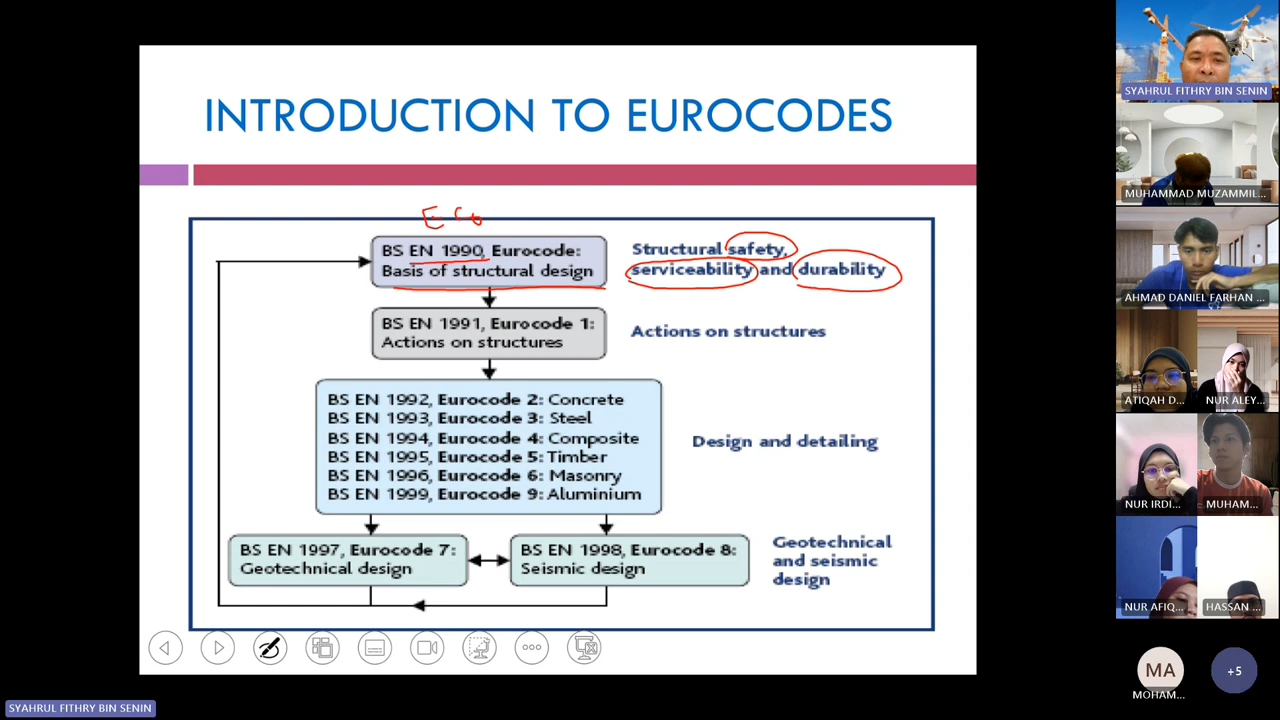 INTRODUCTION TO EUROCODES
EC0
BS EN 1990, Eurocode:
Basis of structural design
Structural safety,
serviceability and durability
BS EN 1991, Eurocode 1:
Actions on structures
Actions on structures
BS EN 1992, Eurocode 2: Concrete
BS EN 1993, Eurocode 3: Steel
BS EN 1994, Eurocode 4: Composite
BS EN 1995, Eurocode 5: Timber
BS EN 1996, Eurocode 6: Masonry
BS EN 1999, Eurocode 9: Aluminium
Design and detailing
BS EN 1997, Eurocode 7:
Geotechnical design
BS EN 1998, Eurocode 8:
Seismic design
Geotechnical
and seismic
design
SYAHRUL FITHRY BIN SENIN
SYAHRUL FITHRY BIN SENIN
MUHAMMAD MUZAMMIL...
AHMAD DANIEL FARHAN ...
ATIQAH D...
NUR ALEY...
NUR IRDI...
MUHAM...
NUR AFIQ...
HASSAN ...
MA
MOHAM...
+5